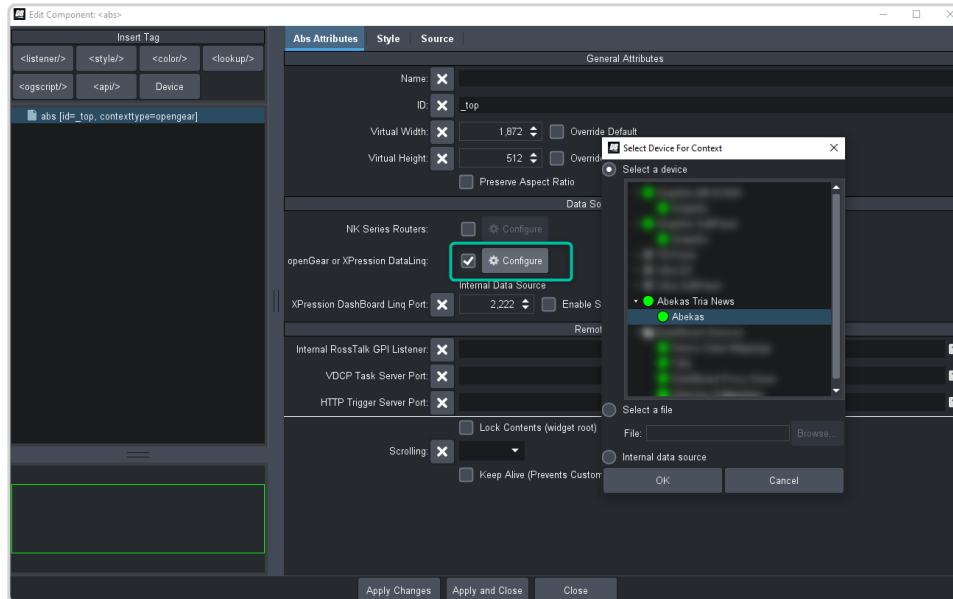 Edit Component: <abs>
Insert Tag
<listener/> <style/> <color/> <lookup/>
<ogscript/> <api/> Device
abs [id=_top, contexttype=opengear]
Abs Attributes Style Source
General Attributes
Name:
ID: _top
Virtual Width: 1,872 Override Default
Virtual Height: 512
Preserve Aspect Ratio
Data
NK Series Routers: Configure
openGear or XPression DataLinq: Configure
Internal Data Source
XPression DashBoard Linq Port: 2,222 Enable
Internal RossTalk GPI Listener:
VDCP Task Server Port:
HTTP Trigger Server Port:
Lock Contents (widget root)
Scrolling:
Keep Alive (Prevents
Select Device For Context
Select a device
Abekas Tria News
Abekas
Select a file
File: Browse...
Internal data source
OK Cancel
Apply Changes Apply and Close Close